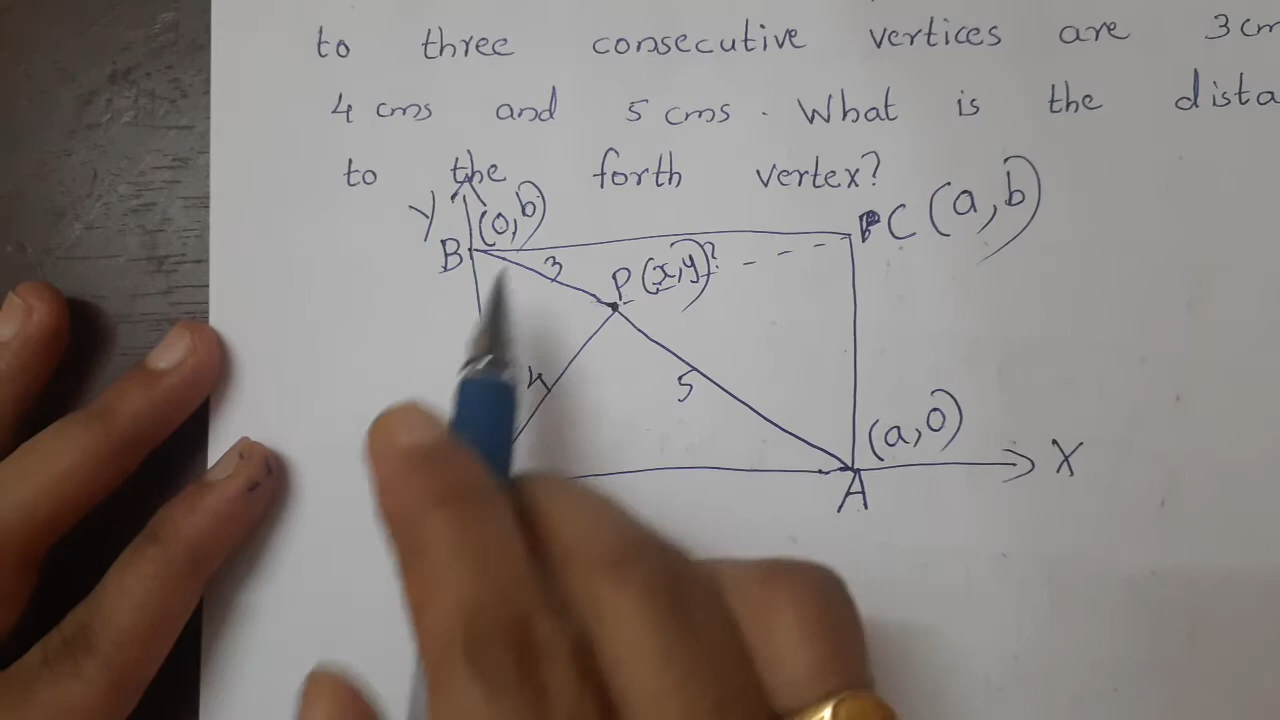 to three consecutive vertices are 3 cm
4 cms and 5 cms. What is the dista
to the forth vertex?
Y (0,b)
B C (a,b)
3 P (x,y)?
4 5
(a,0)
X
A